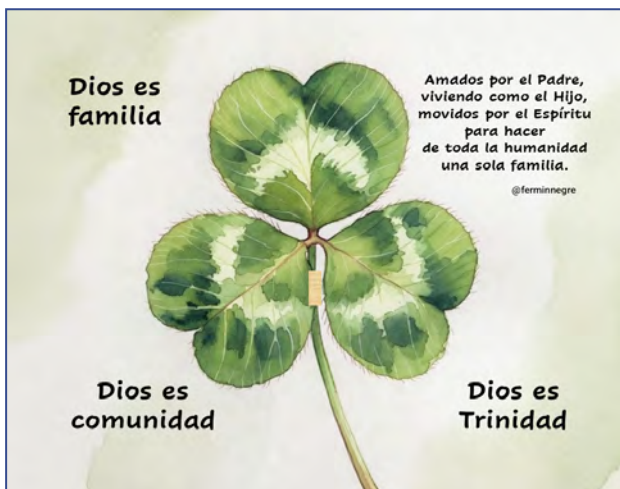 Dios es
familia
Amados por el Padre,
viviendo como el Hijo,
movidos por el Espíritu
para hacer
de toda la humanidad
una sola familia.
@ferminnegre
Dios es
comunidad
Dios es
Trinidad